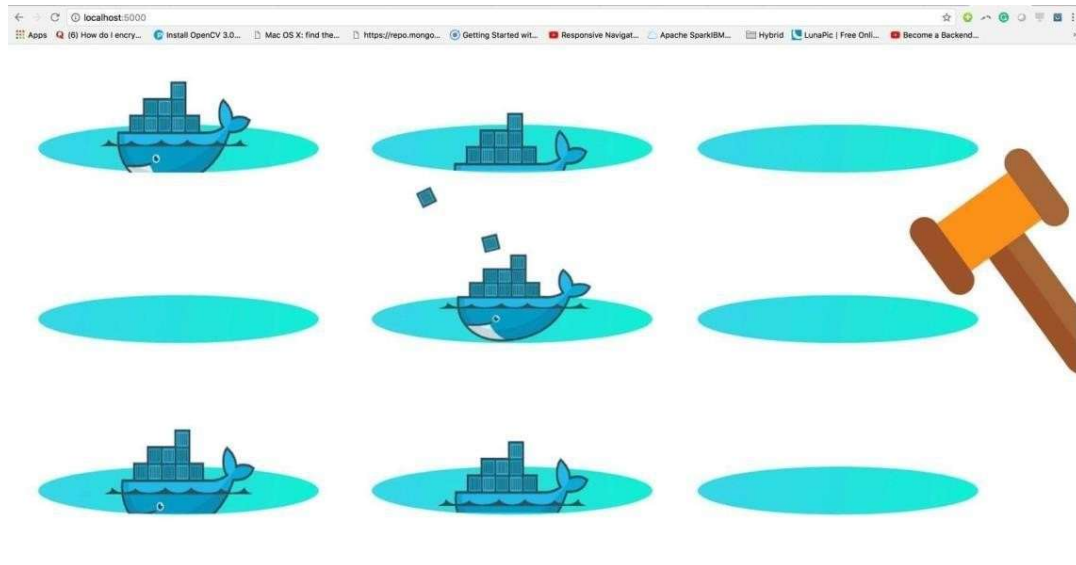 localhost:5000
Apps (6) How do I encry... Install OpenCV 3.0... Mac OS X: find the... https://repo.mongo... Getting Started wit... Responsive Navigat... Apache SparkIBM... Hybrid LunaPic | Free Onli... Become a Backend...